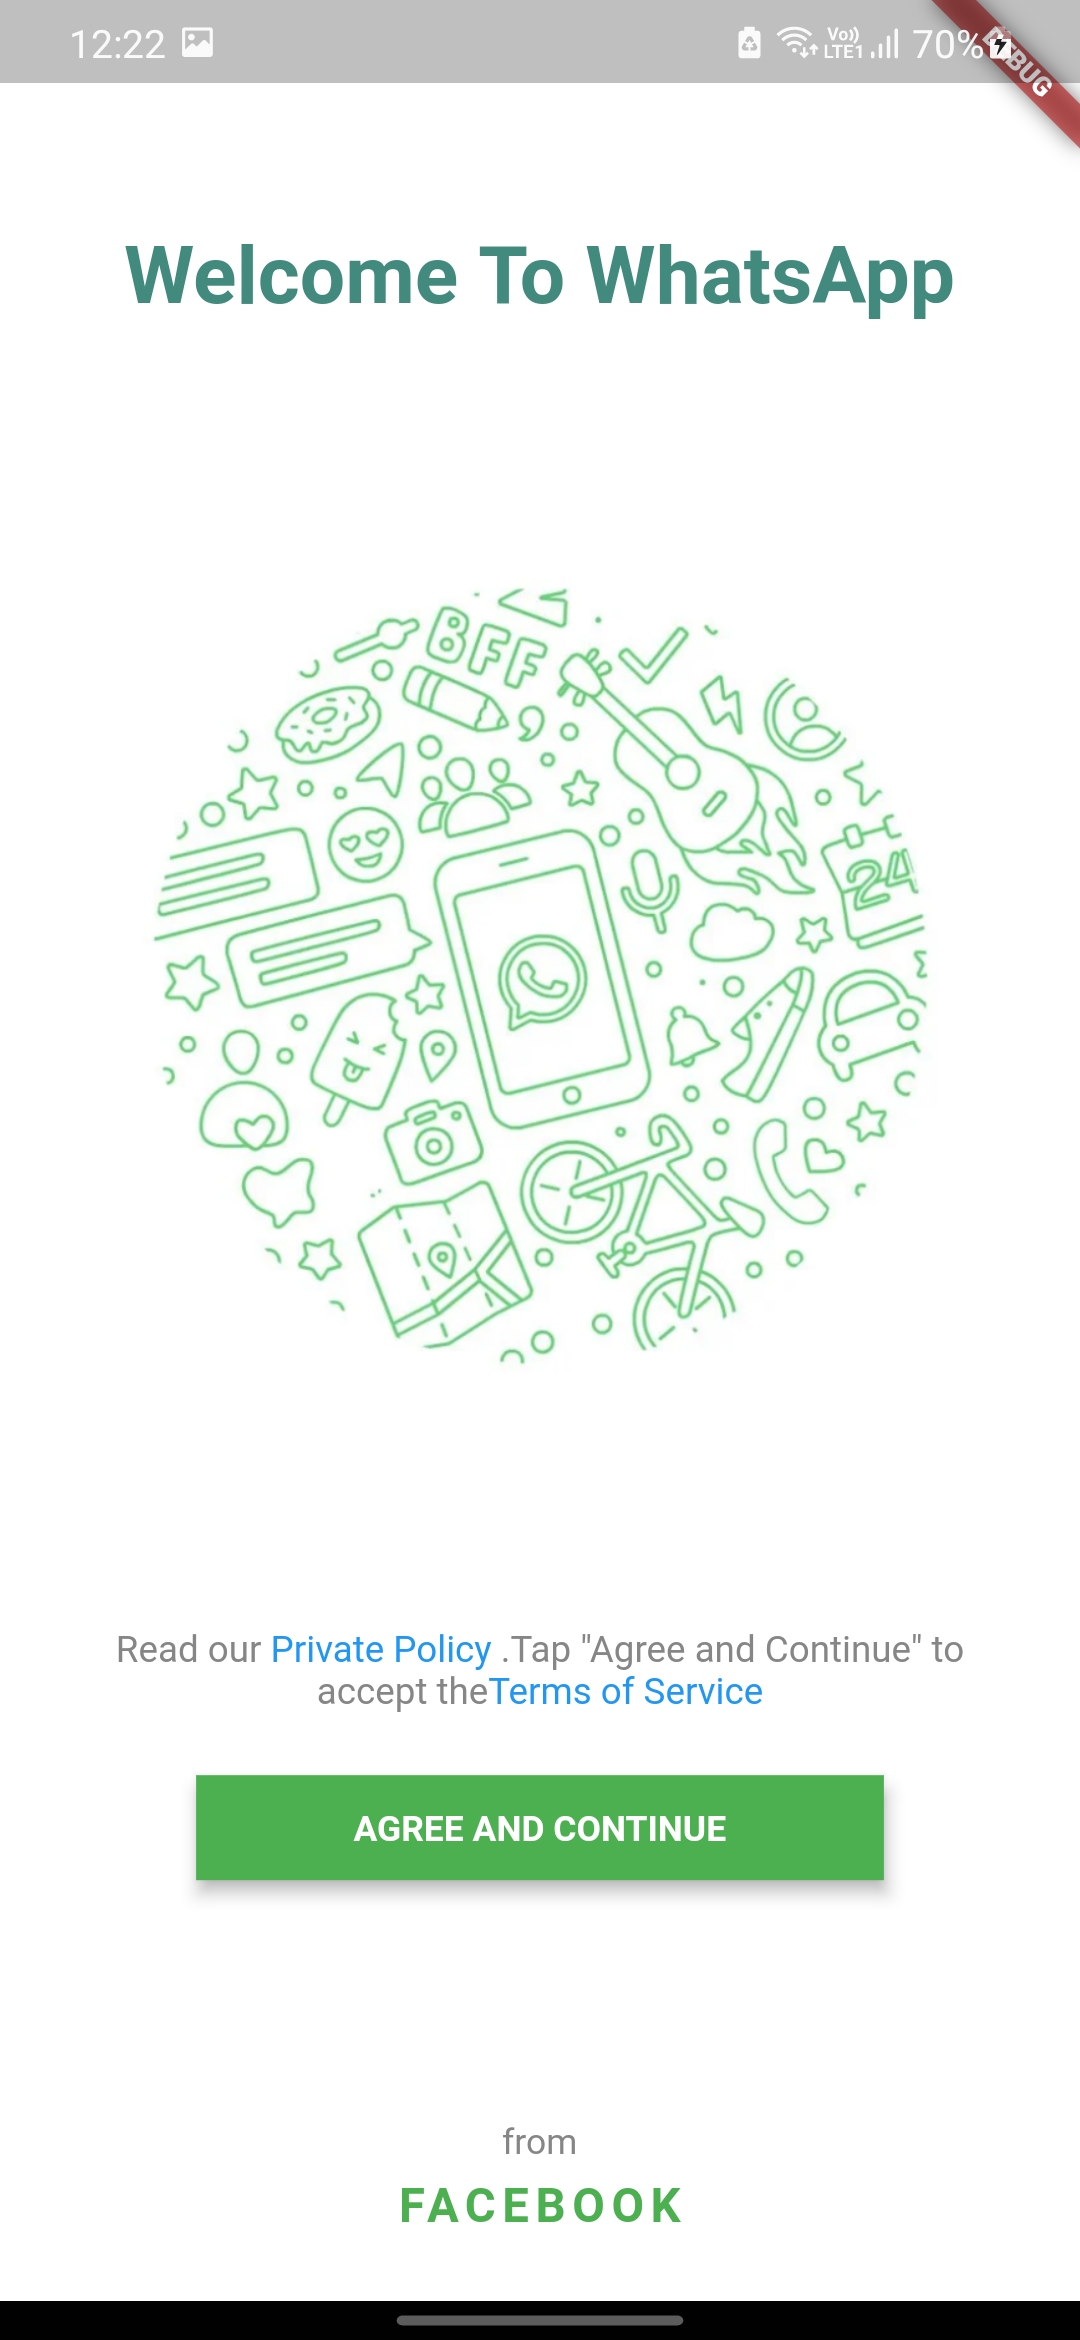 12:22 Vo)) LTE1 70%
DEBUG
Welcome To WhatsApp
BFF
24
Read our Private Policy .Tap "Agree and Continue" to
accept theTerms of Service
AGREE AND CONTINUE
from
FACEBOOK